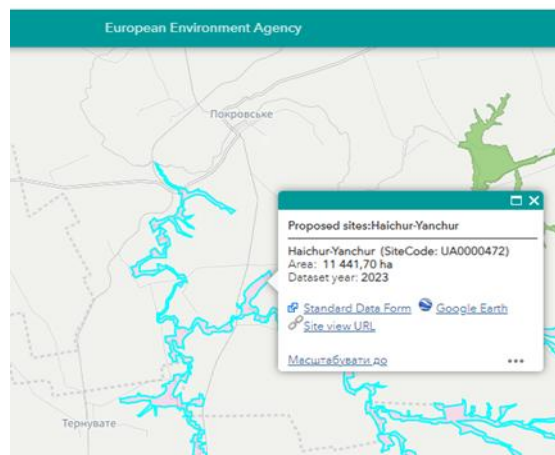 European Environment Agency
Покровське
Proposed sites:Haichur-Yanchur
Haichur-Yanchur (SiteCode: UA0000472)
Area: 11 441,70 ha
Dataset year: 2023
Standard Data Form Google Earth
Site view URL
Масштабувати до
Тернувате